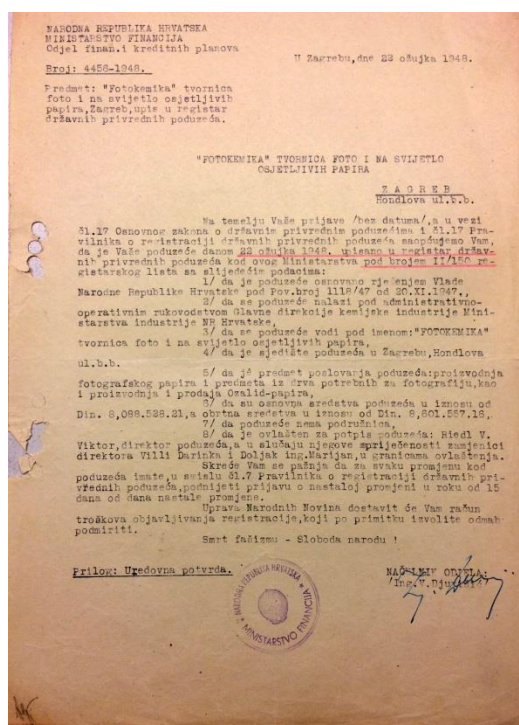 NARODNA REPUBLIKA HRVATSKA
MINISTARSTVO FINANCIJA
Odjel finan.i kreditnih planova
Broj: 4456-1948.
U Zagrebu,dne 22 ožujka 1948.
Predmet: "Fotokemika" tvornica
foto i na svijetlo osjetljivih
papira,Zagreb,upis u registar
državnih privrednih poduzeća.
"FOTOKEMIKA" TVORNICA FOTO I NA SVIJETLO
OSJETLJIVIH PAPIRA
Z A G R E B
Hondlova ul.b.b.
Na temelju Vaše prijave /bez datuma/,a u vezi
čl.17 Osnovnog zakona o državnim privrednim poduzećima i čl.17 Pra-
vilnika o registraciji državnih privrednih poduzeća saopćujemo Vam,
da je Vaše poduzeće danom 22 ožujka 1948. upisano u registar držav-
nih privrednih poduzeća kod ovog Ministarstva pod brojem II/150 re-
gistarskog lista sa slijedećim podacima:
1/ da je poduzeće osnovano rješenjem Vlade
Narodne Republike Hrvatske pod Pov.broj 1118/47 od 20.XI.1947.,
2/ da se poduzeće nalazi pod administrativno-
operativnim rukovodstvom Glavne direkcije kemijske industrije Mini-
starstva industrije NR Hrvatske,
3/ da se poduzeće vodi pod imenom:"FOTOKEMIKA"
tvornica foto i na svijetlo osjetljivih papira,
4/ da je sjedište poduzeća u Zagrebu,Hondlova
ul.b.b.
5/ da je predmet poslovanja poduzeća:proizvodnja
fotografskog papira i predmeta iz drva potrebnih za fotografiju,kao
i proizvodnja i prodaja Ozalid-papira,
6/ da su osnovna sredstva poduzeća u iznosu od
Din. 8,098.528.21,a obrtna sredstva u iznosu od Din. 8,601.557.16,
7/ da poduzeće nema podružnica,
8/ da je ovlašten za potpis poduzeća: Riedl V.
Viktor,direktor poduzeća,a u slučaju njegove spriječenosti zamjenici
direktora Villi Darinka i Doljak ing.Marijan,u granicama ovlaštenja.
Skreće Vam se pažnja da za svaku promjenu kod
poduzeća imate,u smislu čl.7 Pravilnika o registraciji državnih pri-
vrednih poduzeća,podnijeti prijavu o nastaloj promjeni u roku od 15
dana od dana nastale promjene.
Uprava Narodnih Novina dostavit će Vam račun
troškova objavljivanja registracije,koji po primitku izvolite odmah
podmiriti.
Smrt fašizmu - Sloboda narodu !
Prilog: Uredovna potvrda.
NAČELNIK ODJELA:
Ing.V.
NARODNA REPUBLIKA HRVATSKA
MINISTARSTVO FINANCIJA